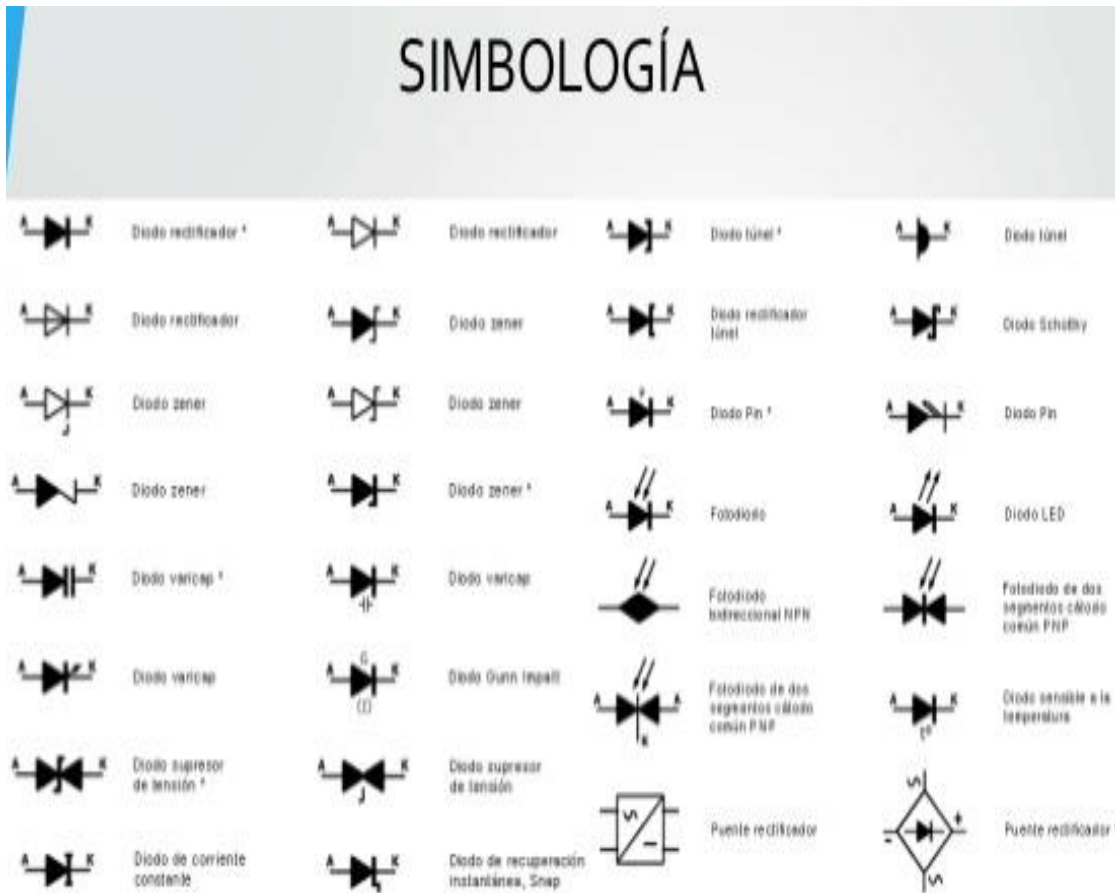 SIMBOLOGÍA
A K Diodo rectificador *
A K Diodo rectificador
A K Diodo túnel *
A K Diodo túnel
A K Diodo rectificador
A K Diodo zener
A K Diodo rectificador
túnel
A K Diodo Schottky
A K Diodo zener
A K Diodo zener
A K Diodo Pin *
A K Diodo Pin
A K Diodo zener
A K Diodo zener *
A K Fotodiodo
A K Diodo LED
A K Diodo varicap *
A K Diodo varicap
Fotodiodo
bidireccional NPN
Fotodiodo de dos
segmentos cátodo
común PNP
A K Diodo varicap
G
A K Diodo Gunn Impatt
A A
K
Fotodiodo de dos
segmentos cátodo
común PNP
A K
tº
Diodo sensible a la
temperatura
A K Diodo supresor
de tensión *
A K Diodo supresor
de tensión
Puente rectificador
- +
Puente rectificador
A K Diodo de corriente
constante
A K Diodo de recuperación
instantánea, Snap